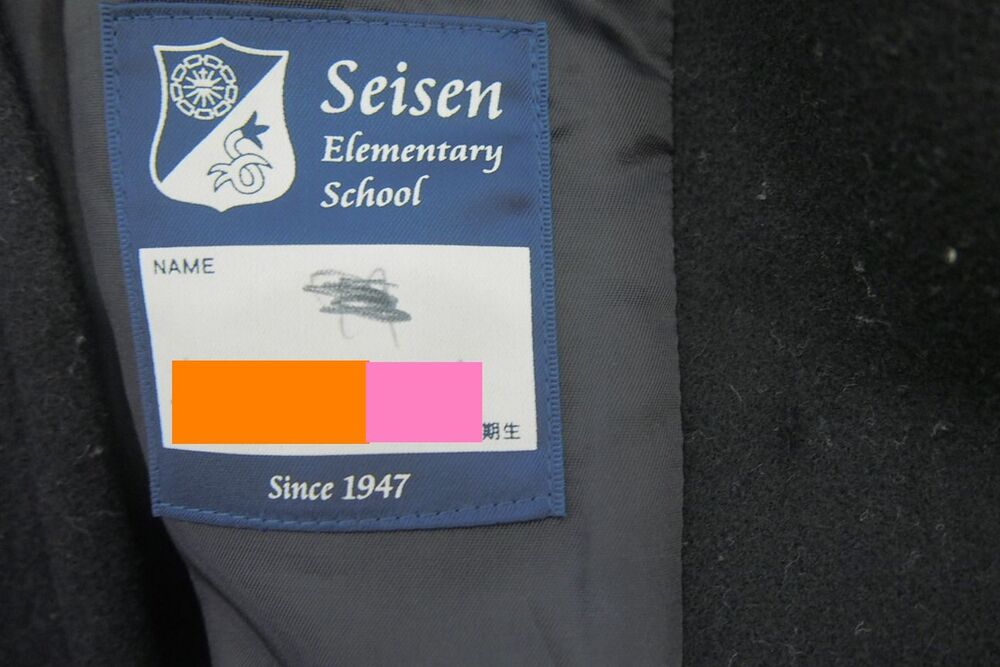 Seisen
Elementary
School
NAME
期生
Since 1947